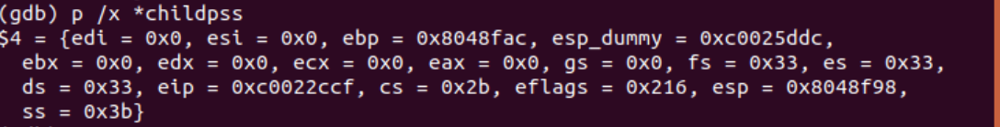 (gdb) p /x *childpss
$4 = {edi = 0x0, esi = 0x0, ebp = 0x8048fac, esp_dummy = 0xc0025ddc,
ebx = 0x0, edx = 0x0, ecx = 0x0, eax = 0x0, gs = 0x0, fs = 0x33, es = 0x33,
ds = 0x33, eip = 0xc0022ccf, cs = 0x2b, eflags = 0x216, esp = 0x8048f98,
ss = 0x3b}